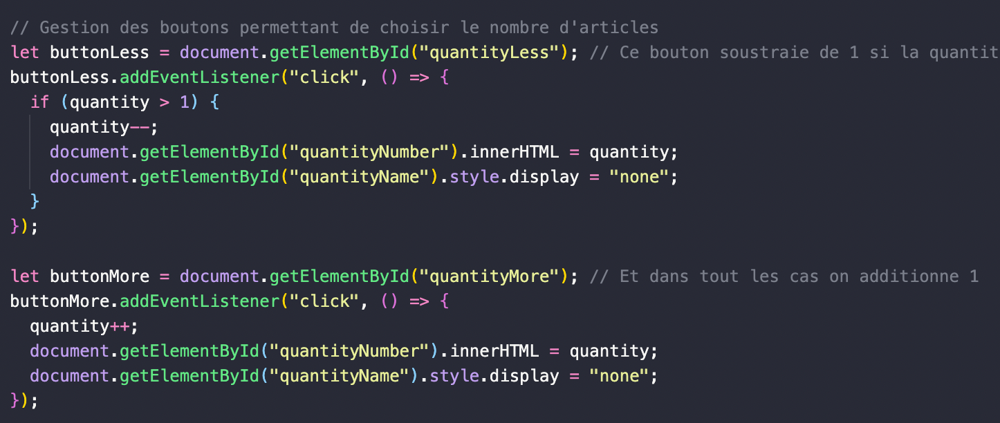 // Gestion des boutons permettant de choisir le nombre d'articles
let buttonLess = document.getElementById("quantityLess"); // Ce bouton soustraie de 1 si la quantit
buttonLess.addEventListener("click", () => {
  if (quantity > 1) {
    quantity--;
    document.getElementById("quantityNumber").innerHTML = quantity;
    document.getElementById("quantityName").style.display = "none";
  }
});

let buttonMore = document.getElementById("quantityMore"); // Et dans tout les cas on additionne 1
buttonMore.addEventListener("click", () => {
  quantity++;
  document.getElementById("quantityNumber").innerHTML = quantity;
  document.getElementById("quantityName").style.display = "none";
});